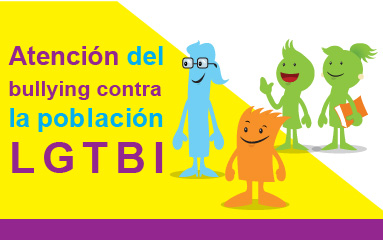 Atención del
bullying contra
la población
LGTBI